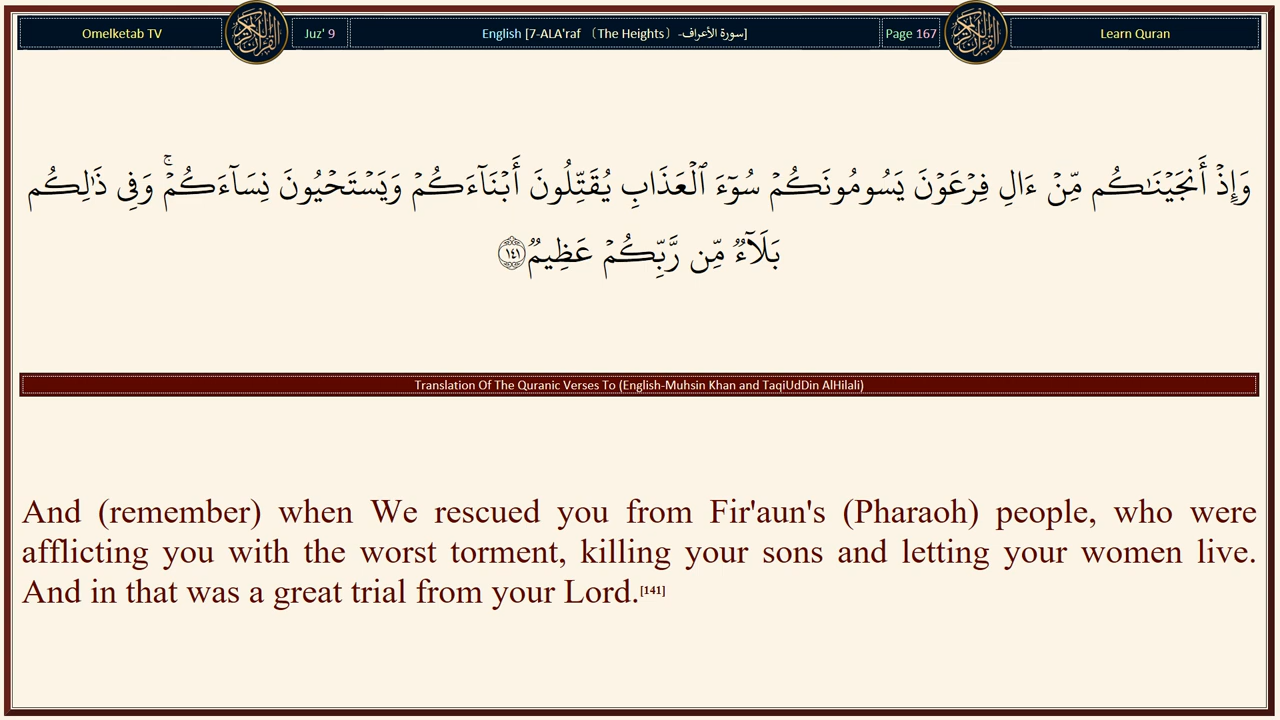 Omelketab TV
Juz' 9
English [7-ALA'raf 〔The Heights〕-سورة الأعراف]
Page 167
Learn Quran
القرآن الكريم
القرآن الكريم
وَإِذۡ أَنجَيۡنَـٰكُم مِّنۡ ءَالِ فِرۡعَوۡنَ يَسُومُونَكُمۡ سُوٓءَ ٱلۡعَذَابِ يُقَتِّلُونَ أَبۡنَآءَكُمۡ وَيَسۡتَحۡيُونَ نِسَآءَكُمۡۚ وَفِى ذَٰلِكُم
بَلَآءٌ مِّن رَّبِّكُمۡ عَظِيمٌ ١٤١
Translation Of The Quranic Verses To (English-Muhsin Khan and TaqiUdDin AlHilali)
And (remember) when We rescued you from Fir'aun's (Pharaoh) people, who were
afflicting you with the worst torment, killing your sons and letting your women live.
And in that was a great trial from your Lord.[141]